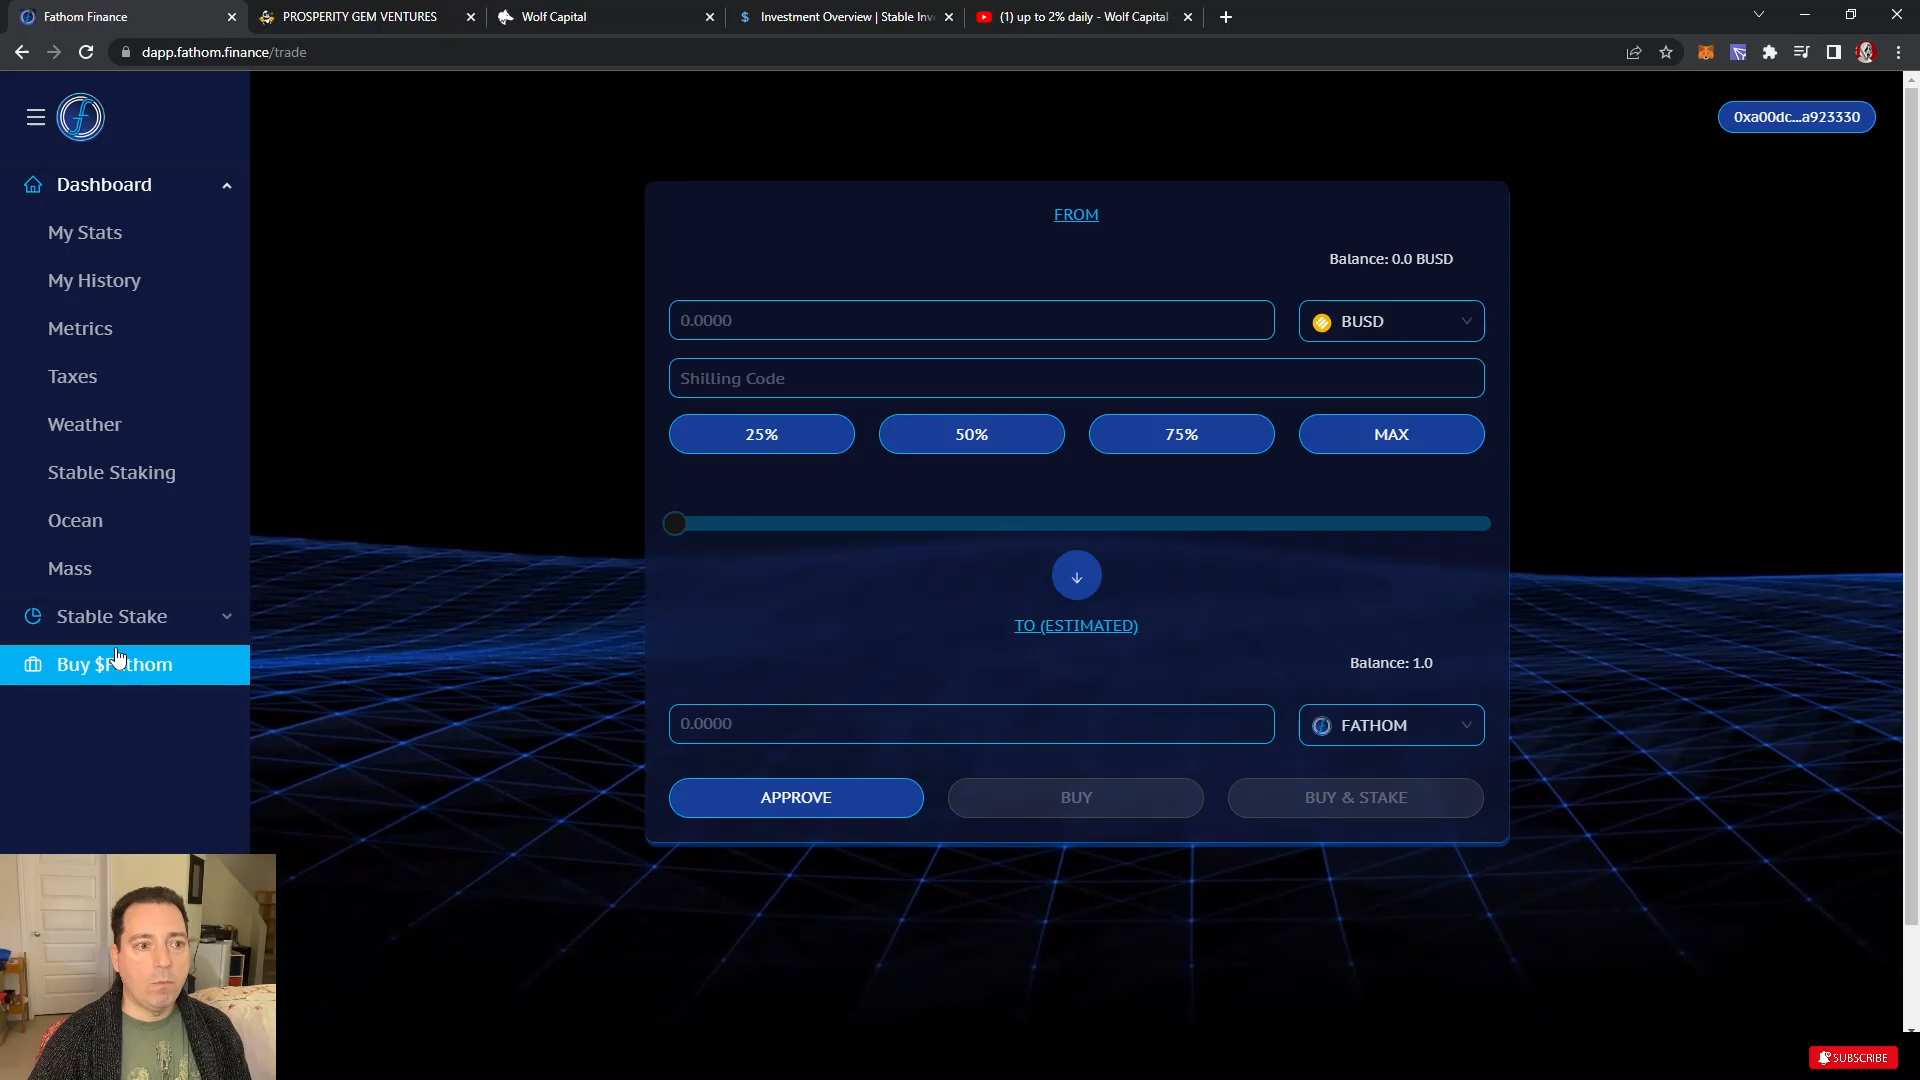 Fathom Finance
PROSPERITY GEM VENTURES
Wolf Capital
Investment Overview | Stable Inv
(1) up to 2% daily - Wolf Capital
dapp.fathom.finance/trade
0xa00dc...a923330
Dashboard
My Stats
My History
Metrics
Taxes
Weather
Stable Staking
Ocean
Mass
Stable Stake
Buy $Fathom
FROM
Balance: 0.0 BUSD
0.0000
BUSD
Shilling Code
25%
50%
75%
MAX
TO (ESTIMATED)
Balance: 1.0
0.0000
FATHOM
APPROVE
BUY
BUY & STAKE
SUBSCRIBE